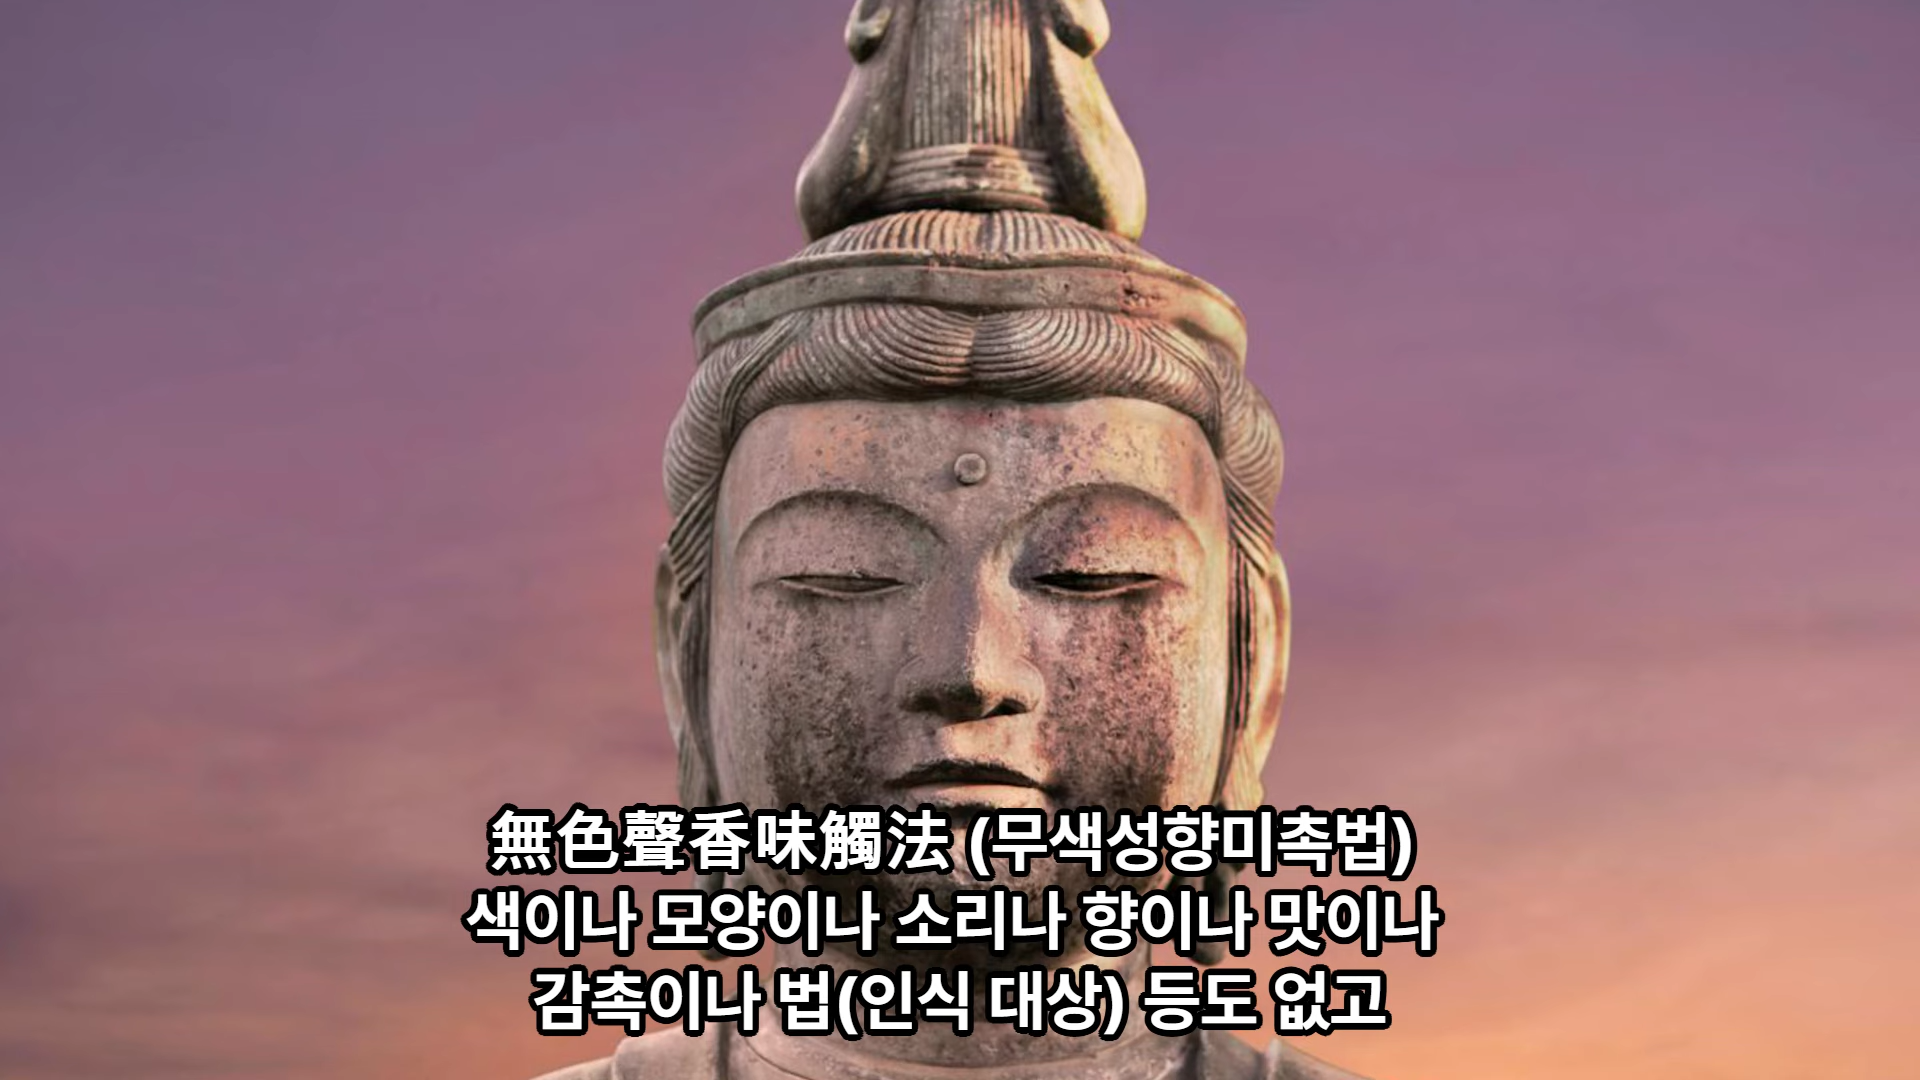 無色聲香味觸法 (무색성향미촉법)
색이나 모양이나 소리나 향이나 맛이나
감촉이나 법(인식 대상) 등도 없고